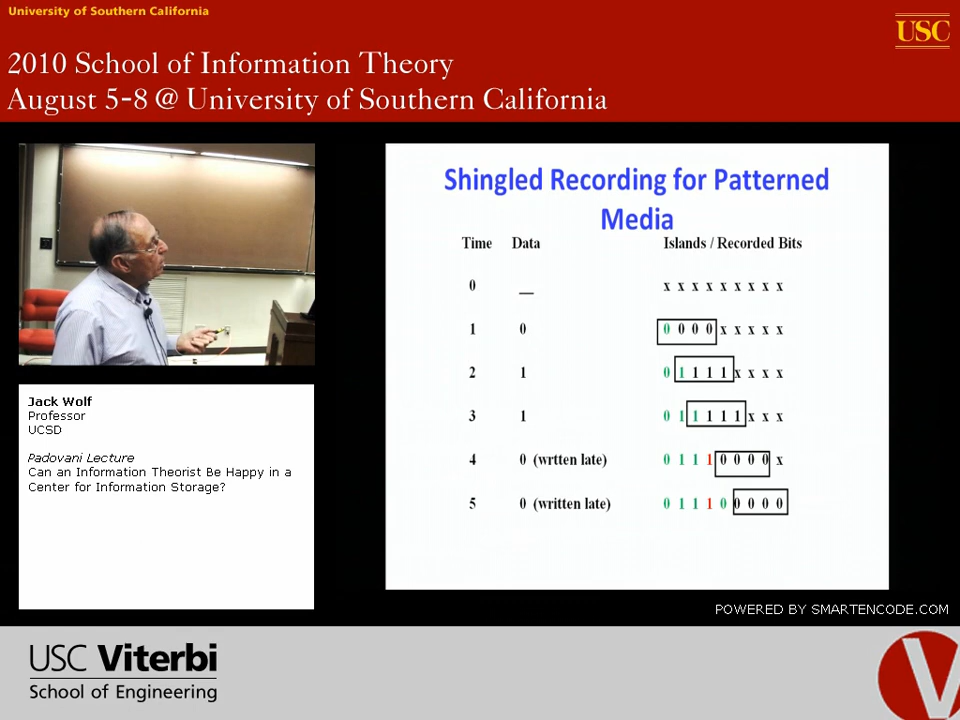 University of Southern California
USC
2010 School of Information Theory
August 5-8 @ University of Southern California
Shingled Recording for Patterned
Media
Time Data Islands / Recorded Bits
0 __ x x x x x x x x x
1 0 0 0 0 0 x x x x x
2 1 0 1 1 1 1 x x x x
3 1 0 1 1 1 1 1 x x x
4 0 (wrtten late) 0 1 1 1 0 0 0 0 x
5 0 (written late) 0 1 1 1 0 0 0 0 0
Jack Wolf
Professor
UCSD
Padovani Lecture
Can an Information Theorist Be Happy in a
Center for Information Storage?
POWERED BY SMARTENCODE.COM
USC Viterbi
School of Engineering
V